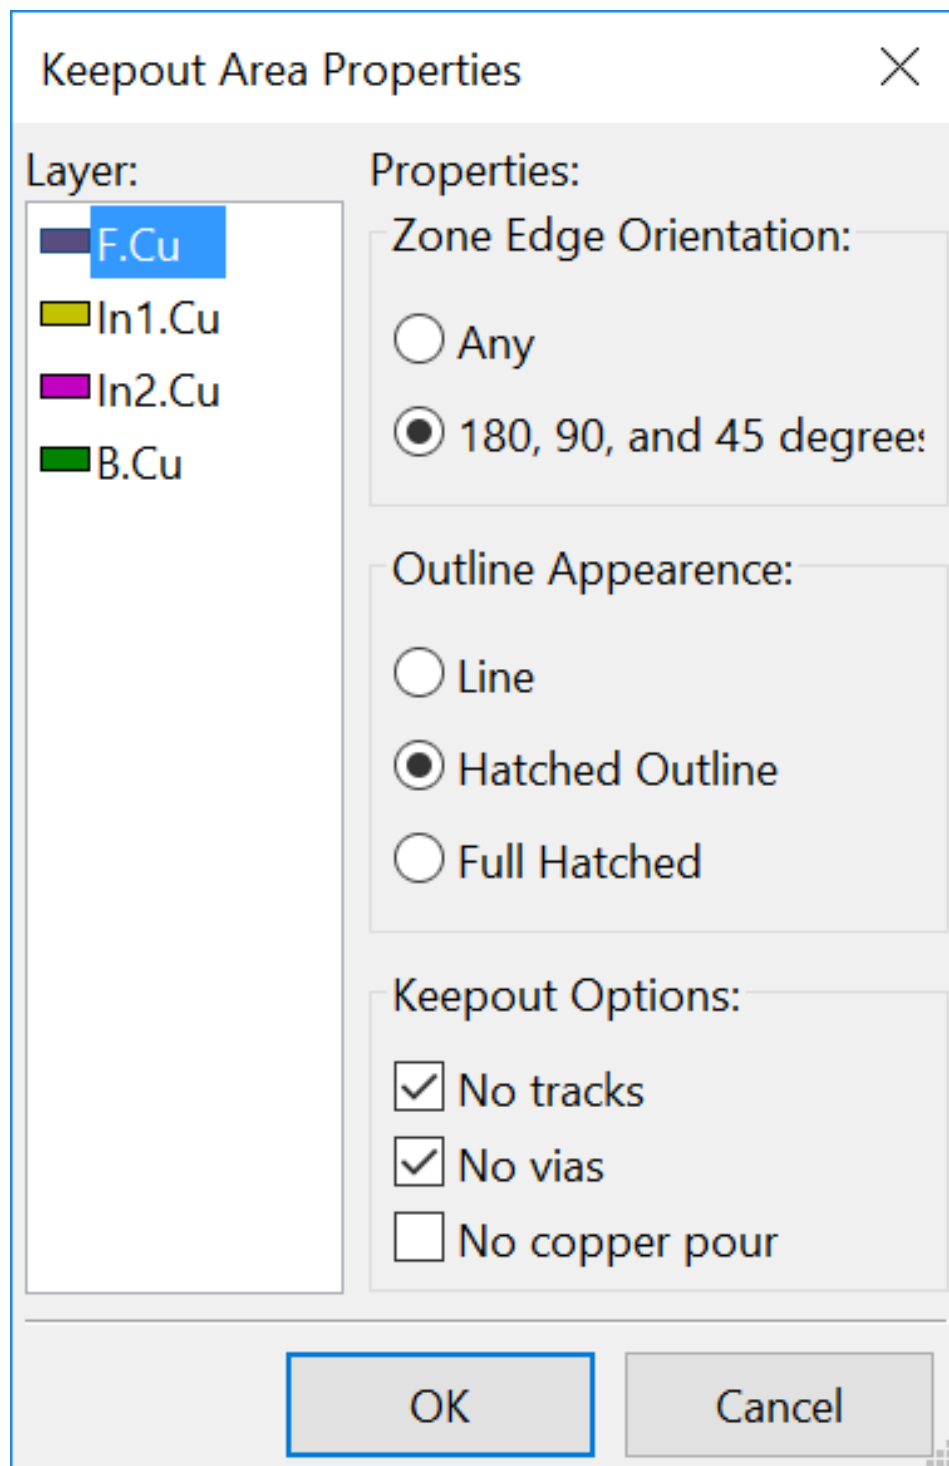 Keepout Area Properties
Layer:
F.Cu
In1.Cu
In2.Cu
B.Cu
Properties:
Zone Edge Orientation:
Any
180, 90, and 45 degrees
Outline Appearence:
Line
Hatched Outline
Full Hatched
Keepout Options:
No tracks
No vias
No copper pour
OK
Cancel